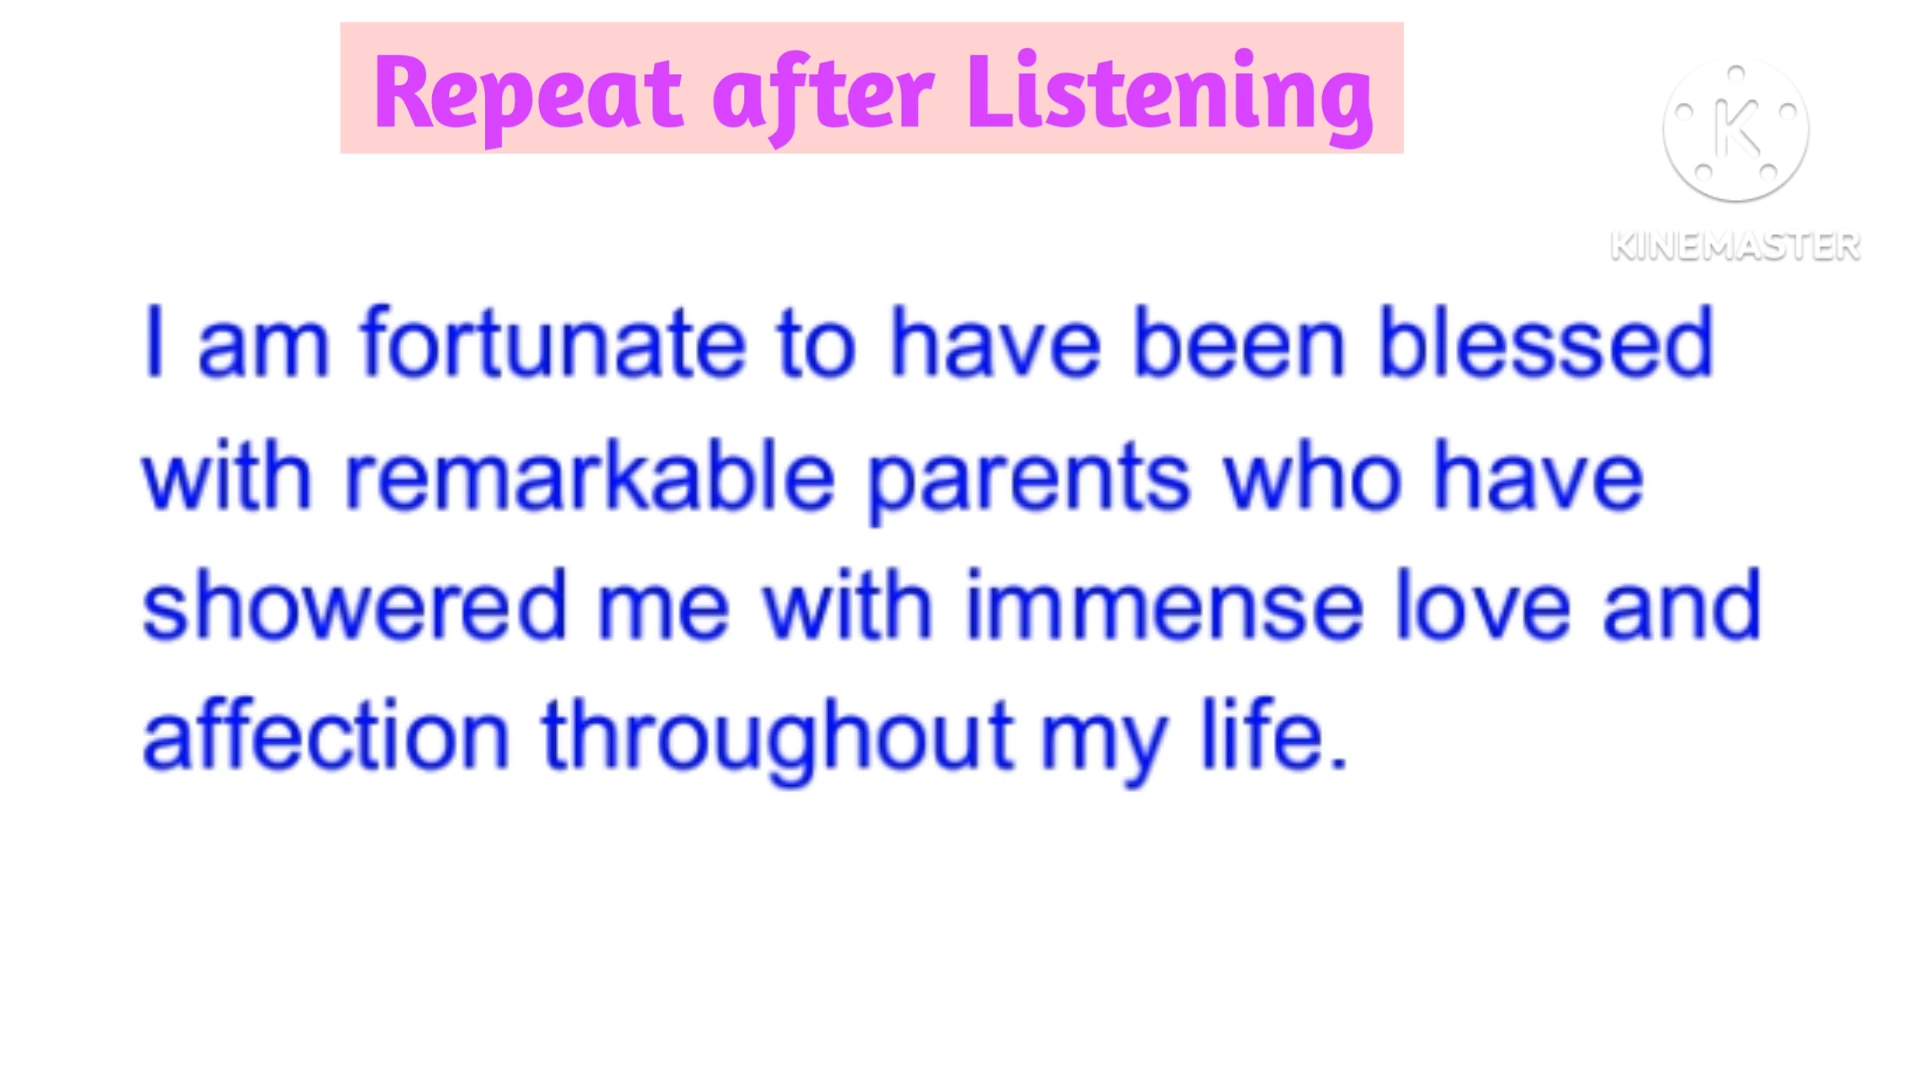 Repeat after Listening
K
KINEMASTER
I am fortunate to have been blessed
with remarkable parents who have
showered me with immense love and
affection throughout my life.